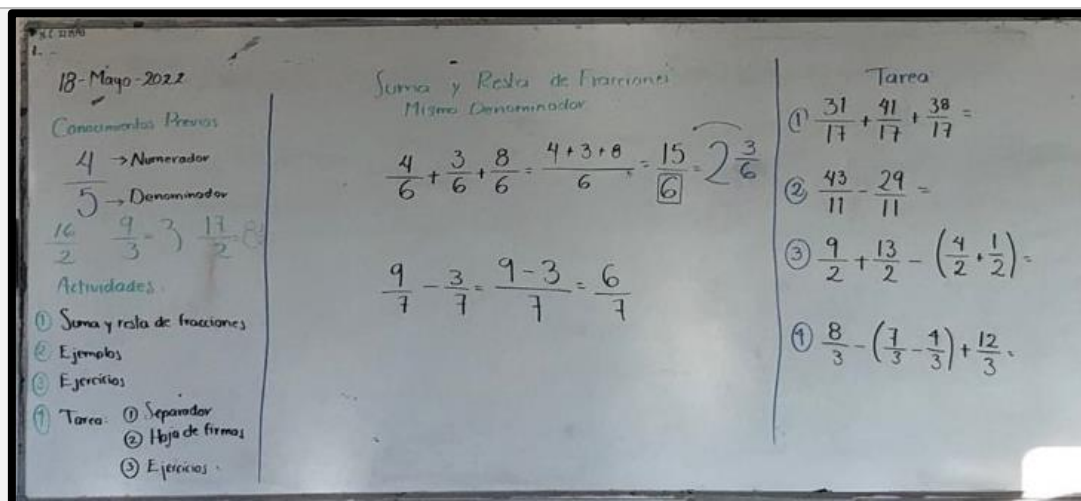 1.
18-Mayo-2022
Conocimientos Previos
4/5 → Numerador
→ Denominador
16/2 9/3 - 3 17/2 = 8
Actividades.
① Suma y resta de fracciones
② Ejemplos
③ Ejercicios
④ Tarea: ① Separador
② Hoja de firmas
③ Ejercicios.
Suma y Resta de Fracciones
Mismo Denominador
4/6 + 3/6 + 8/6 = (4+3+8)/6 = 15/6 = 2 3/6
9/7 - 3/7 = (9-3)/7 = 6/7
Tarea
① 31/17 + 41/17 + 38/17 =
② 43/11 - 29/11 =
③ 9/2 + 13/2 - (4/2 + 1/2) =
④ 8/3 - (7/3 - 4/3) + 12/3 =